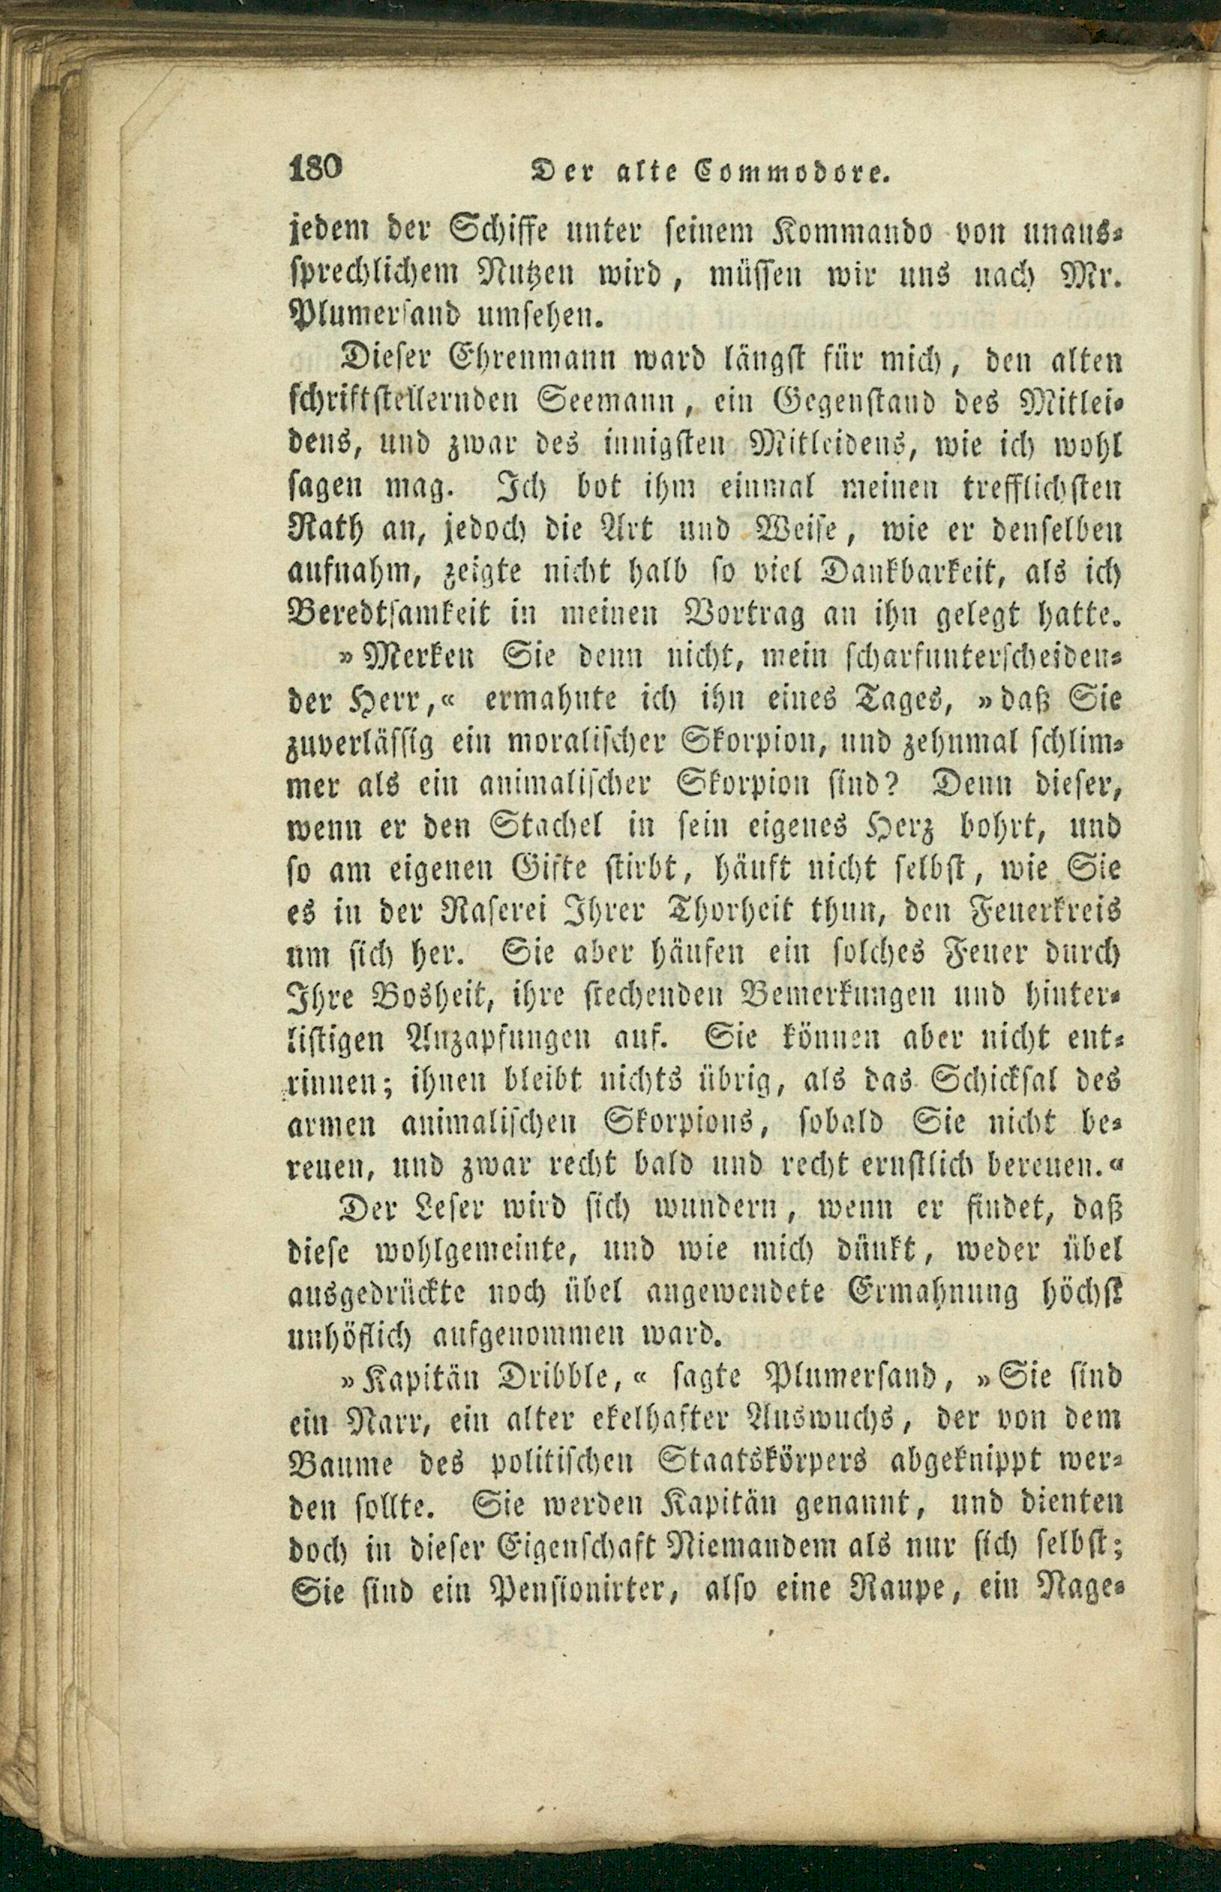 180 Der alte Commodore.
jedem der Schiffe unter seinem Kommando von unaus-
sprechlichem Nutzen wird, müssen wir uns nach Mr.
Plumersand umsehen.
Dieser Ehrenmann ward längst für mich, den alten
schriftstellernden Seemann, ein Gegenstand des Mitlei-
dens, und zwar des innigsten Mitleidens, wie ich wohl
sagen mag. Ich bot ihm einmal meinen trefflichsten
Rath an, jedoch die Art und Weise, wie er denselben
aufnahm, zeigte nicht halb so viel Dankbarkeit, als ich
Beredtsamkeit in meinen Vortrag an ihn gelegt hatte.
»Merken Sie denn nicht, mein scharfunterscheiden-
der Herr,« ermahnte ich ihn eines Tages, »daß Sie
zuverlässig ein moralischer Skorpion, und zehnmal schlim-
mer als ein animalischer Skorpion sind? Denn dieser,
wenn er den Stachel in sein eigenes Herz bohrt, und
so am eigenen Gifte stirbt, häuft nicht selbst, wie Sie
es in der Raserei Ihrer Thorheit thun, den Feuerkreis
um sich her. Sie aber häufen ein solches Feuer durch
Ihre Bosheit, ihre stechenden Bemerkungen und hinter-
listigen Anzapfungen auf. Sie können aber nicht ent-
rinnen; ihnen bleibt nichts übrig, als das Schicksal des
armen animalischen Skorpions, sobald Sie nicht be-
reuen, und zwar recht bald und recht ernstlich bereuen.«
Der Leser wird sich wundern, wenn er findet, daß
diese wohlgemeinte, und wie mich dünkt, weder übel
ausgedrückte noch übel angewendete Ermahnung höchst
unhöflich aufgenommen ward.
»Kapitän Dribble,« sagte Plumersand, »Sie sind
ein Narr, ein alter ekelhafter Auswuchs, der von dem
Baume des politischen Staatskörpers abgeknippt wer-
den sollte. Sie werden Kapitän genannt, und dienten
doch in dieser Eigenschaft Niemandem als nur sich selbst;
Sie sind ein Pensionirter, also eine Raupe, ein Nage-